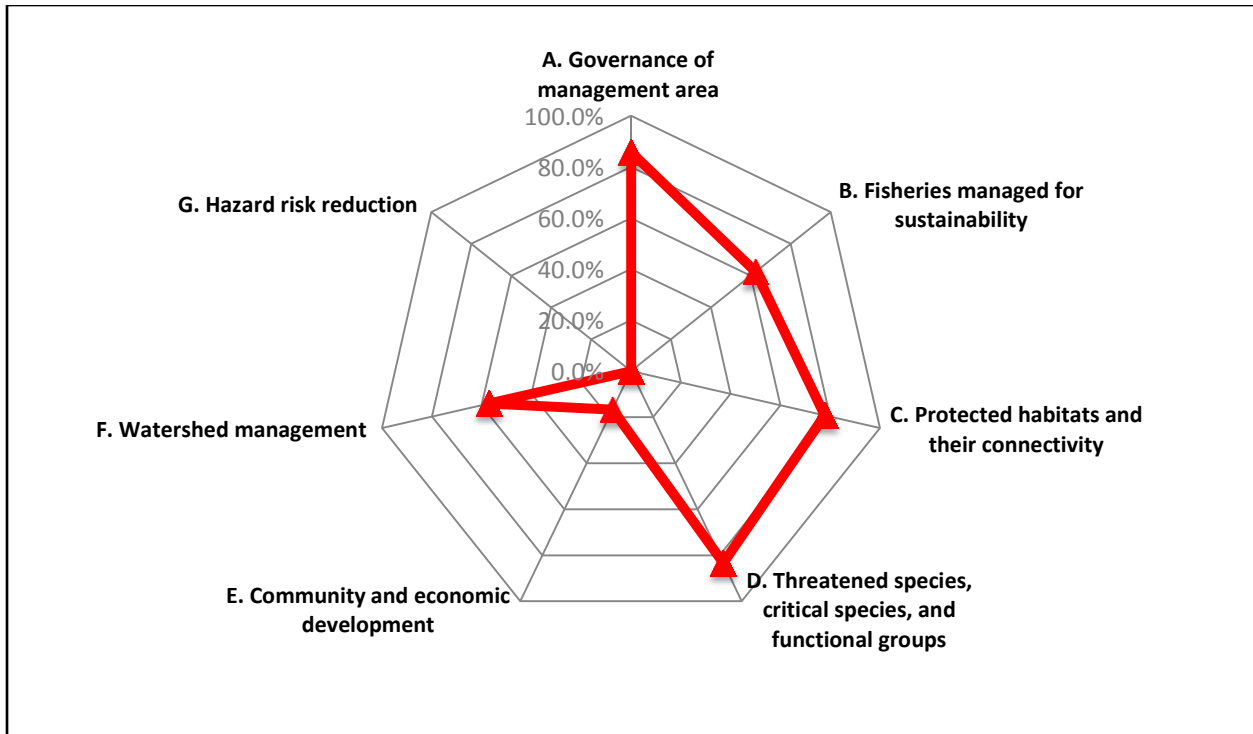 A. Governance of
management area
100.0%
80.0%
60.0%
40.0%
20.0%
0.0%
B. Fisheries managed for
sustainability
C. Protected habitats and
their connectivity
D. Threatened species,
critical species, and
functional groups
E. Community and economic
development
F. Watershed management
G. Hazard risk reduction